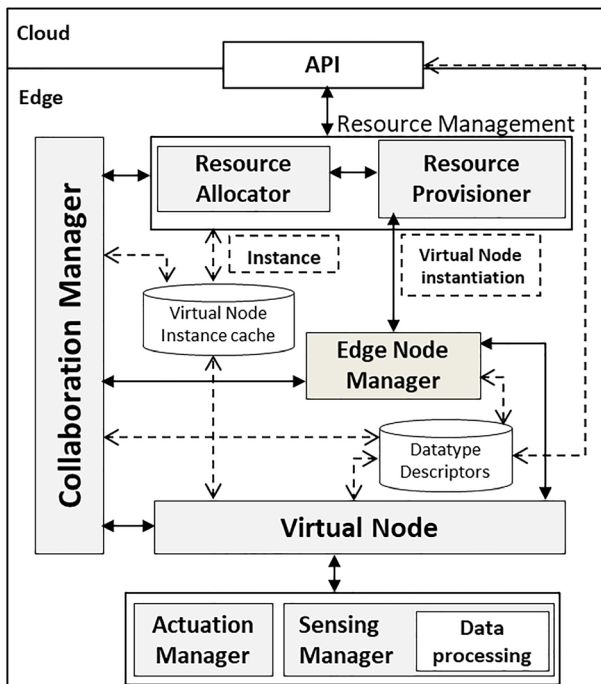 Cloud
API
Edge
Resource Management
Resource
Allocator
Resource
Provisioner
Instance
Virtual Node
instantiation
Collaboration Manager
Virtual Node
Instance cache
Edge Node
Manager
Datatype
Descriptors
Virtual Node
Actuation
Manager
Sensing
Manager
Data
processing